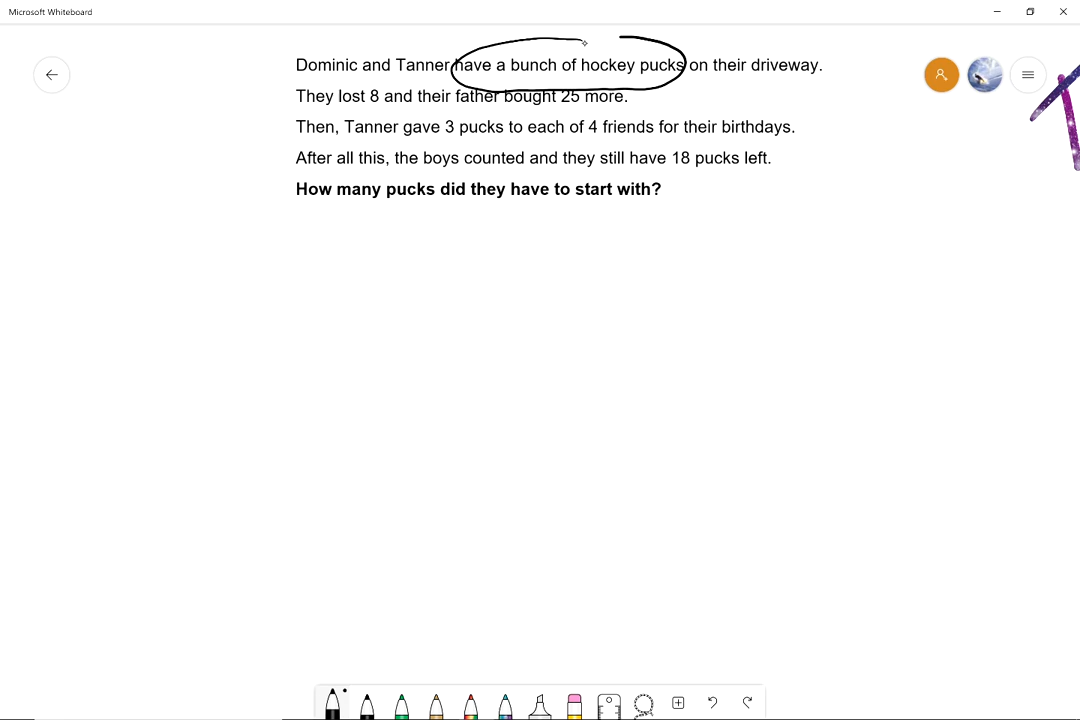 Microsoft Whiteboard
Dominic and Tanner have a bunch of hockey pucks on their driveway.
They lost 8 and their father bought 25 more.
Then, Tanner gave 3 pucks to each of 4 friends for their birthdays.
After all this, the boys counted and they still have 18 pucks left.
How many pucks did they have to start with?